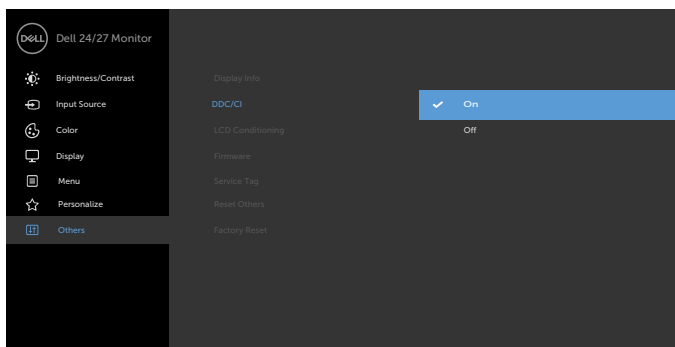 DELL Dell 24/27 Monitor
Brightness/Contrast
Input Source
Color
Display
Menu
Personalize
Others
Display Info
DDC/CI
LCD Conditioning
Firmware
Service Tag
Reset Others
Factory Reset
On
Off